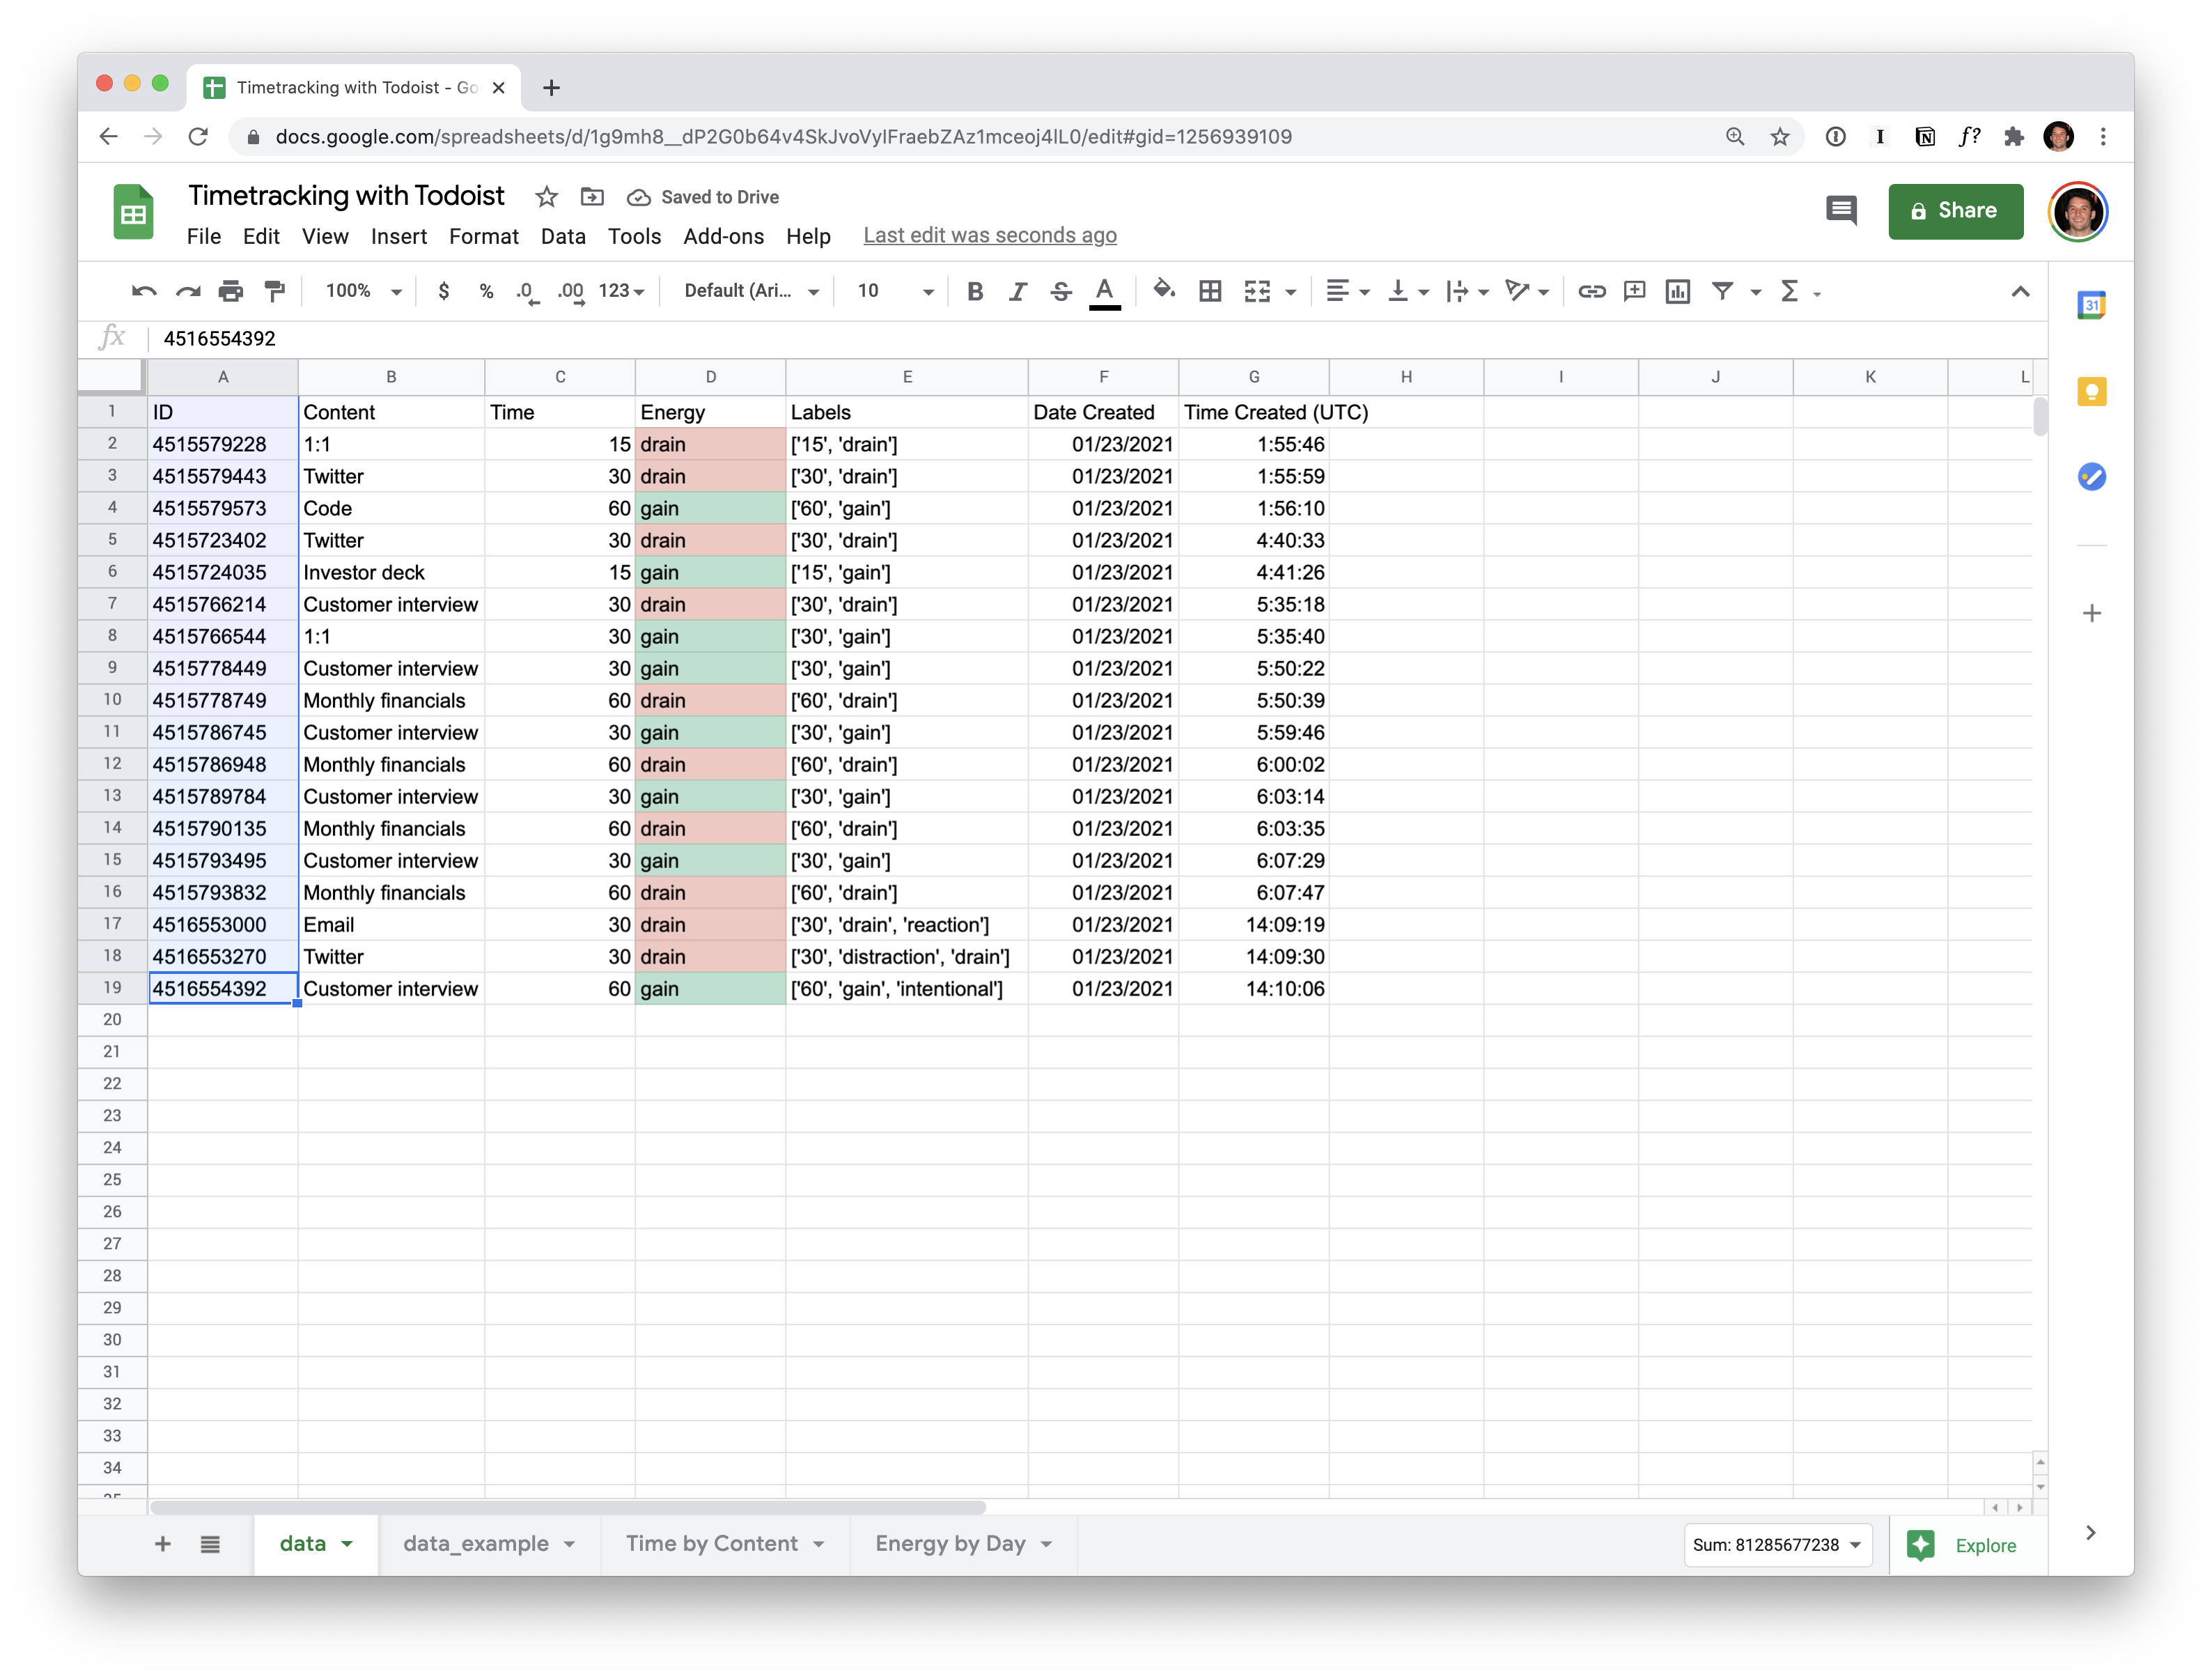 Timetracking with Todoist - Go
docs.google.com/spreadsheets/d/1g9mh8__dP2G0b64v4SkJvoVyIFraebZAz1mceoj4lL0/edit#gid=1256939109
Timetracking with Todoist Saved to Drive
File Edit View Insert Format Data Tools Add-ons Help Last edit was seconds ago
Share
100% $ % .0 .00 123 Default (Ari... 10 B I S A Σ
31
fx 4516554392
A B C D E F G H I J K L
1 ID Content Time Energy Labels Date Created Time Created (UTC)
2 4515579228 1:1 15 drain ['15', 'drain'] 01/23/2021 1:55:46
3 4515579443 Twitter 30 drain ['30', 'drain'] 01/23/2021 1:55:59
4 4515579573 Code 60 gain ['60', 'gain'] 01/23/2021 1:56:10
5 4515723402 Twitter 30 drain ['30', 'drain'] 01/23/2021 4:40:33
6 4515724035 Investor deck 15 gain ['15', 'gain'] 01/23/2021 4:41:26
7 4515766214 Customer interview 30 drain ['30', 'drain'] 01/23/2021 5:35:18
8 4515766544 1:1 30 gain ['30', 'gain'] 01/23/2021 5:35:40
9 4515778449 Customer interview 30 gain ['30', 'gain'] 01/23/2021 5:50:22
10 4515778749 Monthly financials 60 drain ['60', 'drain'] 01/23/2021 5:50:39
11 4515786745 Customer interview 30 gain ['30', 'gain'] 01/23/2021 5:59:46
12 4515786948 Monthly financials 60 drain ['60', 'drain'] 01/23/2021 6:00:02
13 4515789784 Customer interview 30 gain ['30', 'gain'] 01/23/2021 6:03:14
14 4515790135 Monthly financials 60 drain ['60', 'drain'] 01/23/2021 6:03:35
15 4515793495 Customer interview 30 gain ['30', 'gain'] 01/23/2021 6:07:29
16 4515793832 Monthly financials 60 drain ['60', 'drain'] 01/23/2021 6:07:47
17 4516553000 Email 30 drain ['30', 'drain', 'reaction'] 01/23/2021 14:09:19
18 4516553270 Twitter 30 drain ['30', 'distraction', 'drain'] 01/23/2021 14:09:30
19 4516554392 Customer interview 60 gain ['60', 'gain', 'intentional'] 01/23/2021 14:10:06
20
21
22
23
24
25
26
27
28
29
30
31
32
33
34
data data_example Time by Content Energy by Day Sum: 81285677238 Explore